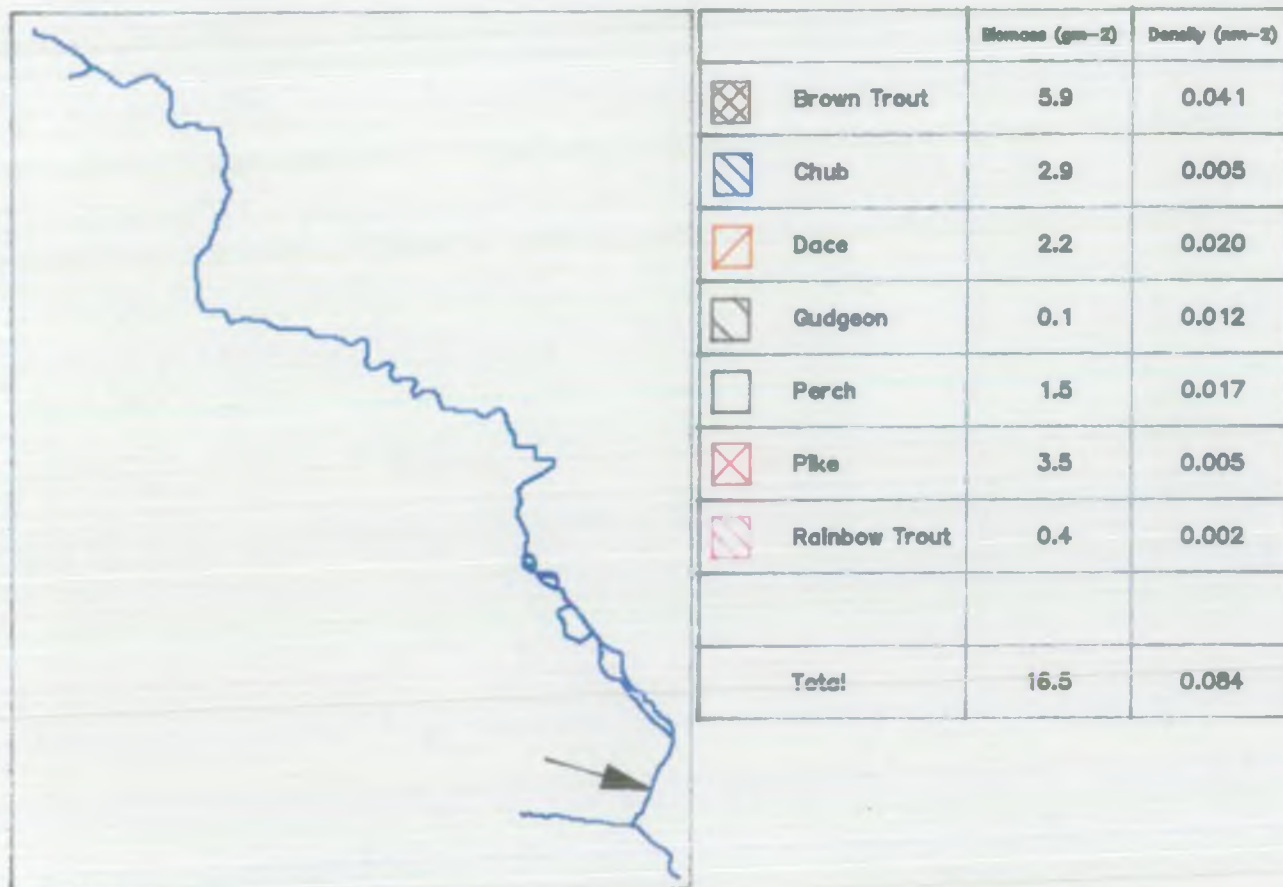 Biomass (gm-2) Density (nm-2)
Brown Trout 5.9 0.041
Chub 2.9 0.005
Dace 2.2 0.020
Gudgeon 0.1 0.012
Perch 1.5 0.017
Pike 3.5 0.005
Rainbow Trout 0.4 0.002
Total 16.5 0.084